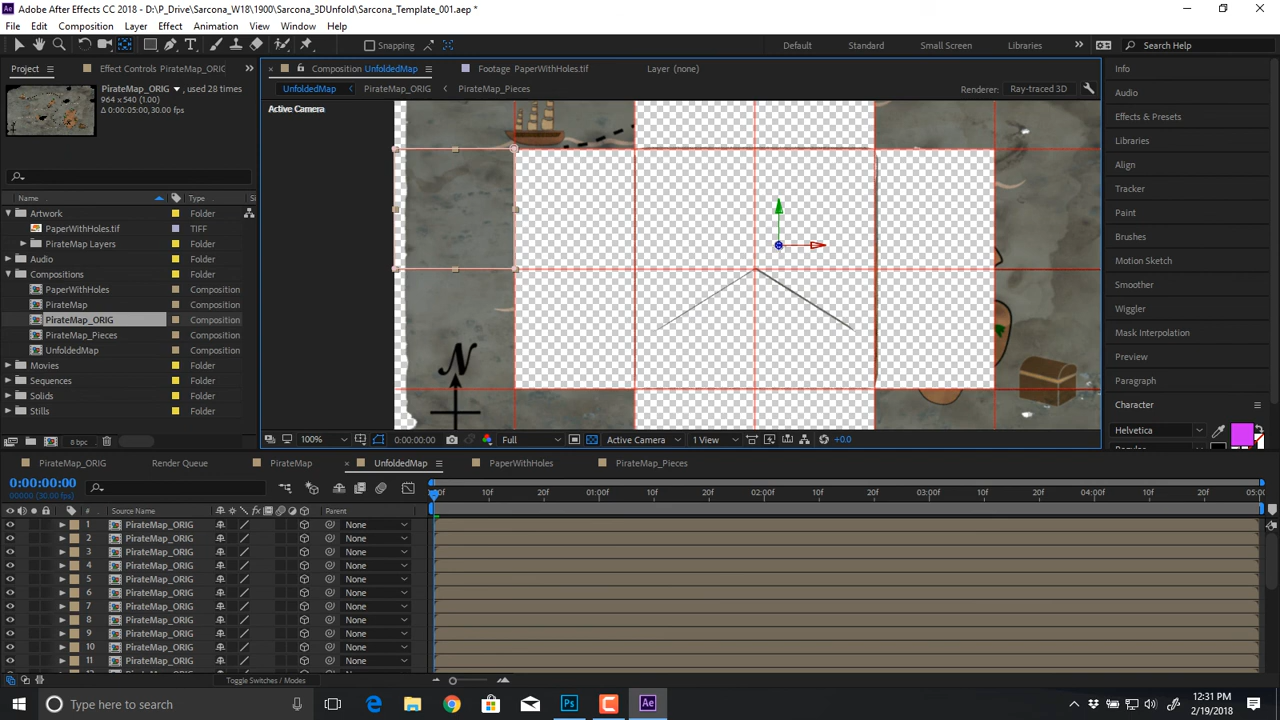 Adobe After Effects CC 2018 - D:\P_Drive\Sarcona_W18\1900\Sarcona_3DUnfold\Sarcona_Template_001.aep *
File Edit Composition Layer Effect Animation View Window Help
Snapping Default Standard Small Screen Libraries Search Help
Project Effect Controls PirateMap_ORIG
Composition UnfoldedMap Footage PaperWithHoles.tif Layer (none)
PirateMap_ORIG , used 28 times
964 x 540 (1.00)
Δ 0:00:05:00, 30.00 fps
UnfoldedMap PirateMap_ORIG PirateMap_Pieces Renderer: Ray-traced 3D
Active Camera
N
Name Type
Artwork Folder
PaperWithHoles.tif TIFF
PirateMap Layers Folder
Audio Folder
Compositions Folder
PaperWithHoles Composition
PirateMap Composition
PirateMap_ORIG Composition
PirateMap_Pieces Composition
UnfoldedMap Composition
Movies Folder
Sequences Folder
Solids Folder
Stills Folder
8 bpc
100% 0:00:00:00 Full Active Camera 1 View +0.0
Info
Audio
Effects & Presets
Libraries
Align
Tracker
Paint
Brushes
Motion Sketch
Smoother
Wiggler
Mask Interpolation
Preview
Paragraph
Character
Helvetica
PirateMap_ORIG Render Queue PirateMap UnfoldedMap PaperWithHoles PirateMap_Pieces
0:00:00:00
00000 (30.00 fps)
10f 20f 01:00f 10f 20f 02:00f 10f 20f 03:00f 10f 20f 04:00f 10f 20f
# Source Name fx Parent
1 PirateMap_ORIG None
2 PirateMap_ORIG None
3 PirateMap_ORIG None
4 PirateMap_ORIG None
5 PirateMap_ORIG None
6 PirateMap_ORIG None
7 PirateMap_ORIG None
8 PirateMap_ORIG None
9 PirateMap_ORIG None
10 PirateMap_ORIG None
11 PirateMap_ORIG None
Toggle Switches / Modes
Type here to search
Ps
Ae
12:31 PM
2/19/2018